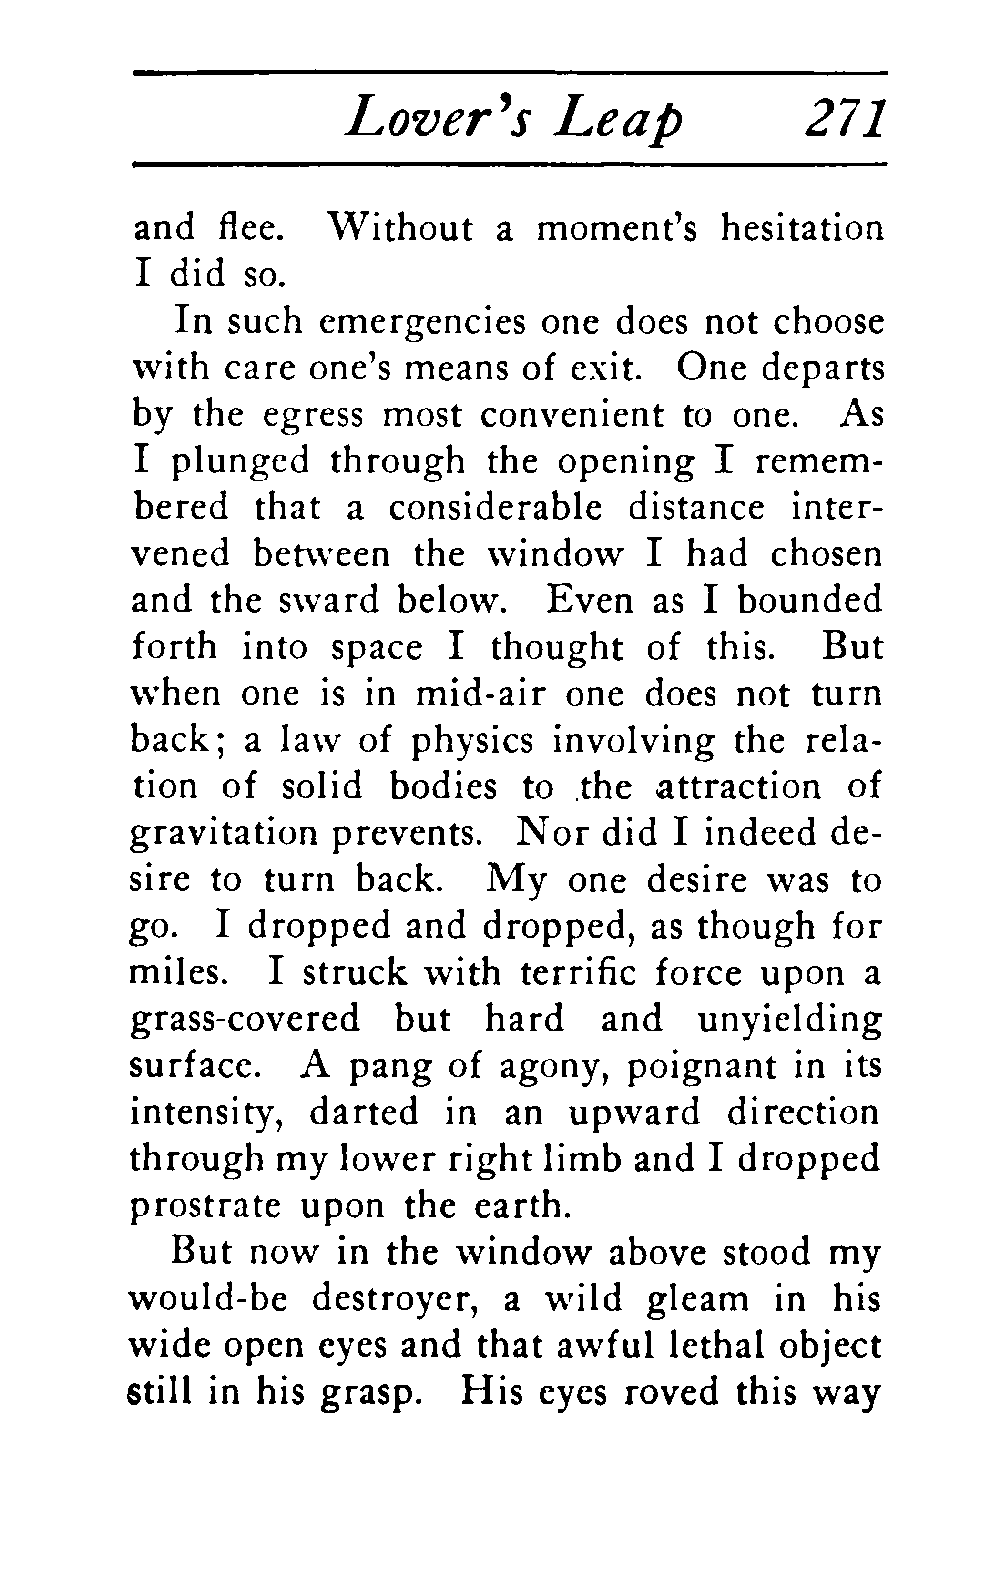 Lover's Leap 271
and flee. Without a moment's hesitation
I did so.
In such emergencies one does not choose
with care one's means of exit. One departs
by the egress most convenient to one. As
I plunged through the opening I remem-
bered that a considerable distance inter-
vened between the window I had chosen
and the sward below. Even as I bounded
forth into space I thought of this. But
when one is in mid-air one does not turn
back; a law of physics involving the rela-
tion of solid bodies to the attraction of
gravitation prevents. Nor did I indeed de-
sire to turn back. My one desire was to
go. I dropped and dropped, as though for
miles. I struck with terrific force upon a
grass-covered but hard and unyielding
surface. A pang of agony, poignant in its
intensity, darted in an upward direction
through my lower right limb and I dropped
prostrate upon the earth.
But now in the window above stood my
would-be destroyer, a wild gleam in his
wide open eyes and that awful lethal object
still in his grasp. His eyes roved this way